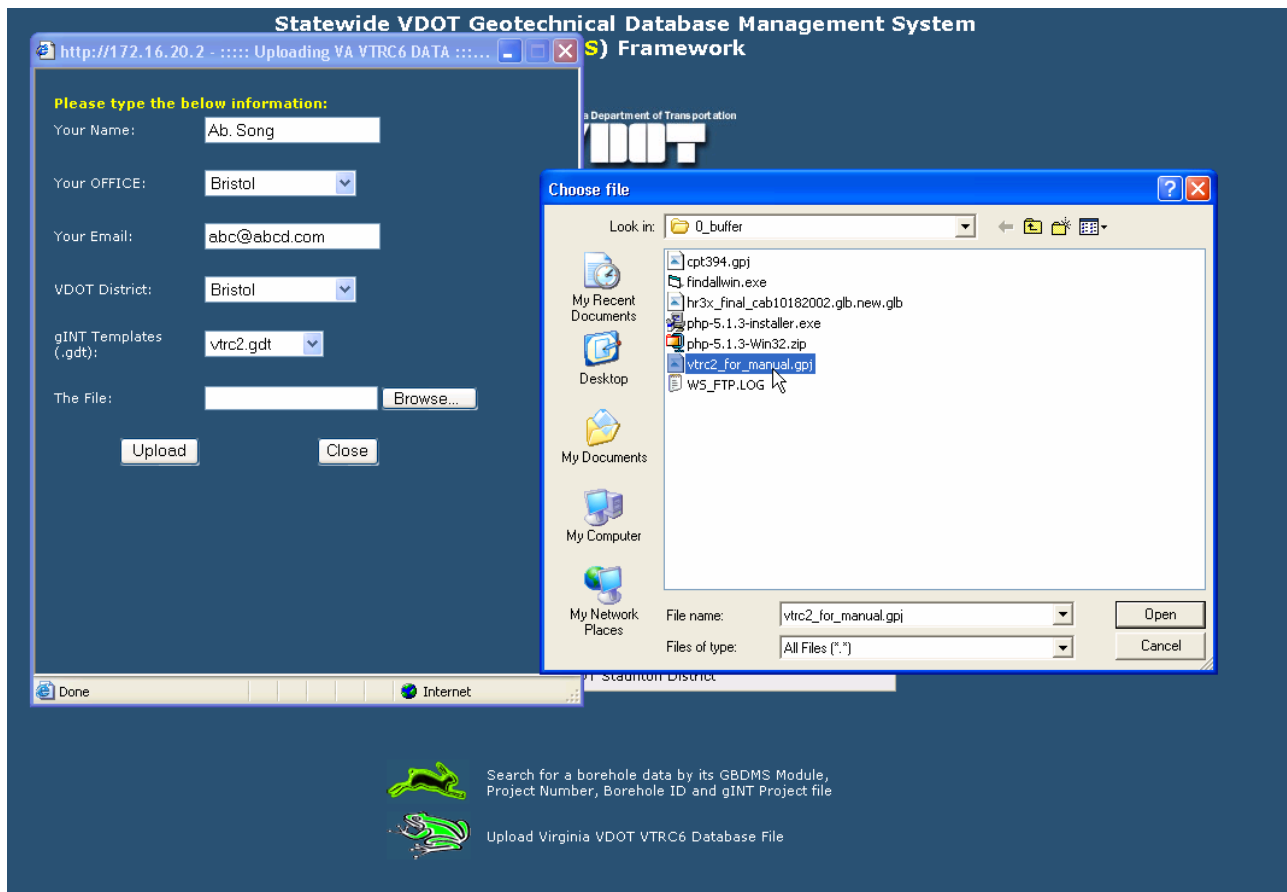 Statewide VDOT Geotechnical Database Management System
S) Framework
http://172.16.20.2 - ::::: Uploading VA VTRC6 DATA :::...
Please type the below information:
Your Name:
Ab. Song
Your OFFICE:
Bristol
Your Email:
abc@abcd.com
VDOT District:
Bristol
gINT Templates
(.gdt):
vtrc2.gdt
The File:
Browse...
Upload
Close
Done
Internet
a Department of Transportation
VDOT
Choose file
Look in:
0_buffer
My Recent
Documents
Desktop
My Documents
My Computer
My Network
Places
cpt394.gpj
findallwin.exe
hr3x_final_cab10182002.glb.new.glb
php-5.1.3-installer.exe
php-5.1.3-Win32.zip
vtrc2_for_manual.gpj
WS_FTP.LOG
File name:
vtrc2_for_manual.gpj
Open
Files of type:
All Files (*.*)
Cancel
OT Staunton District
Search for a borehole data by its GBDMS Module,
Project Number, Borehole ID and gINT Project file
Upload Virginia VDOT VTRC6 Database File